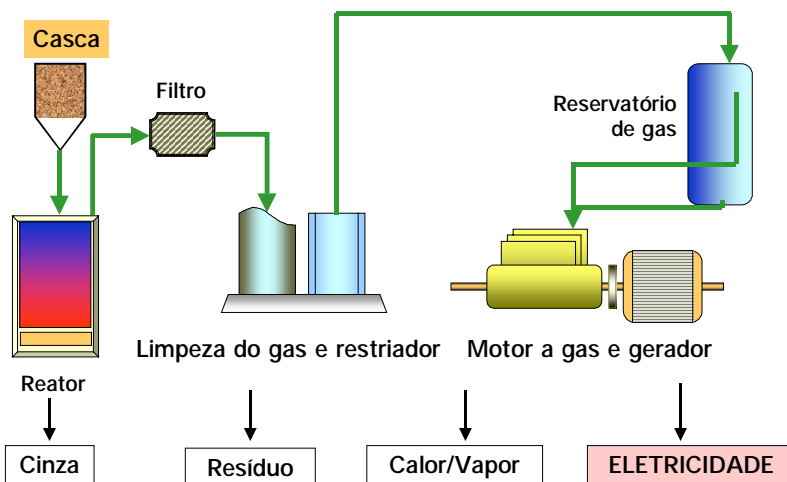 Casca
Filtro
Reservatório
de gas
Limpeza do gas e restriador
Motor a gas e gerador
Reator
Cinza
Resíduo
Calor/Vapor
ELETRICIDADE